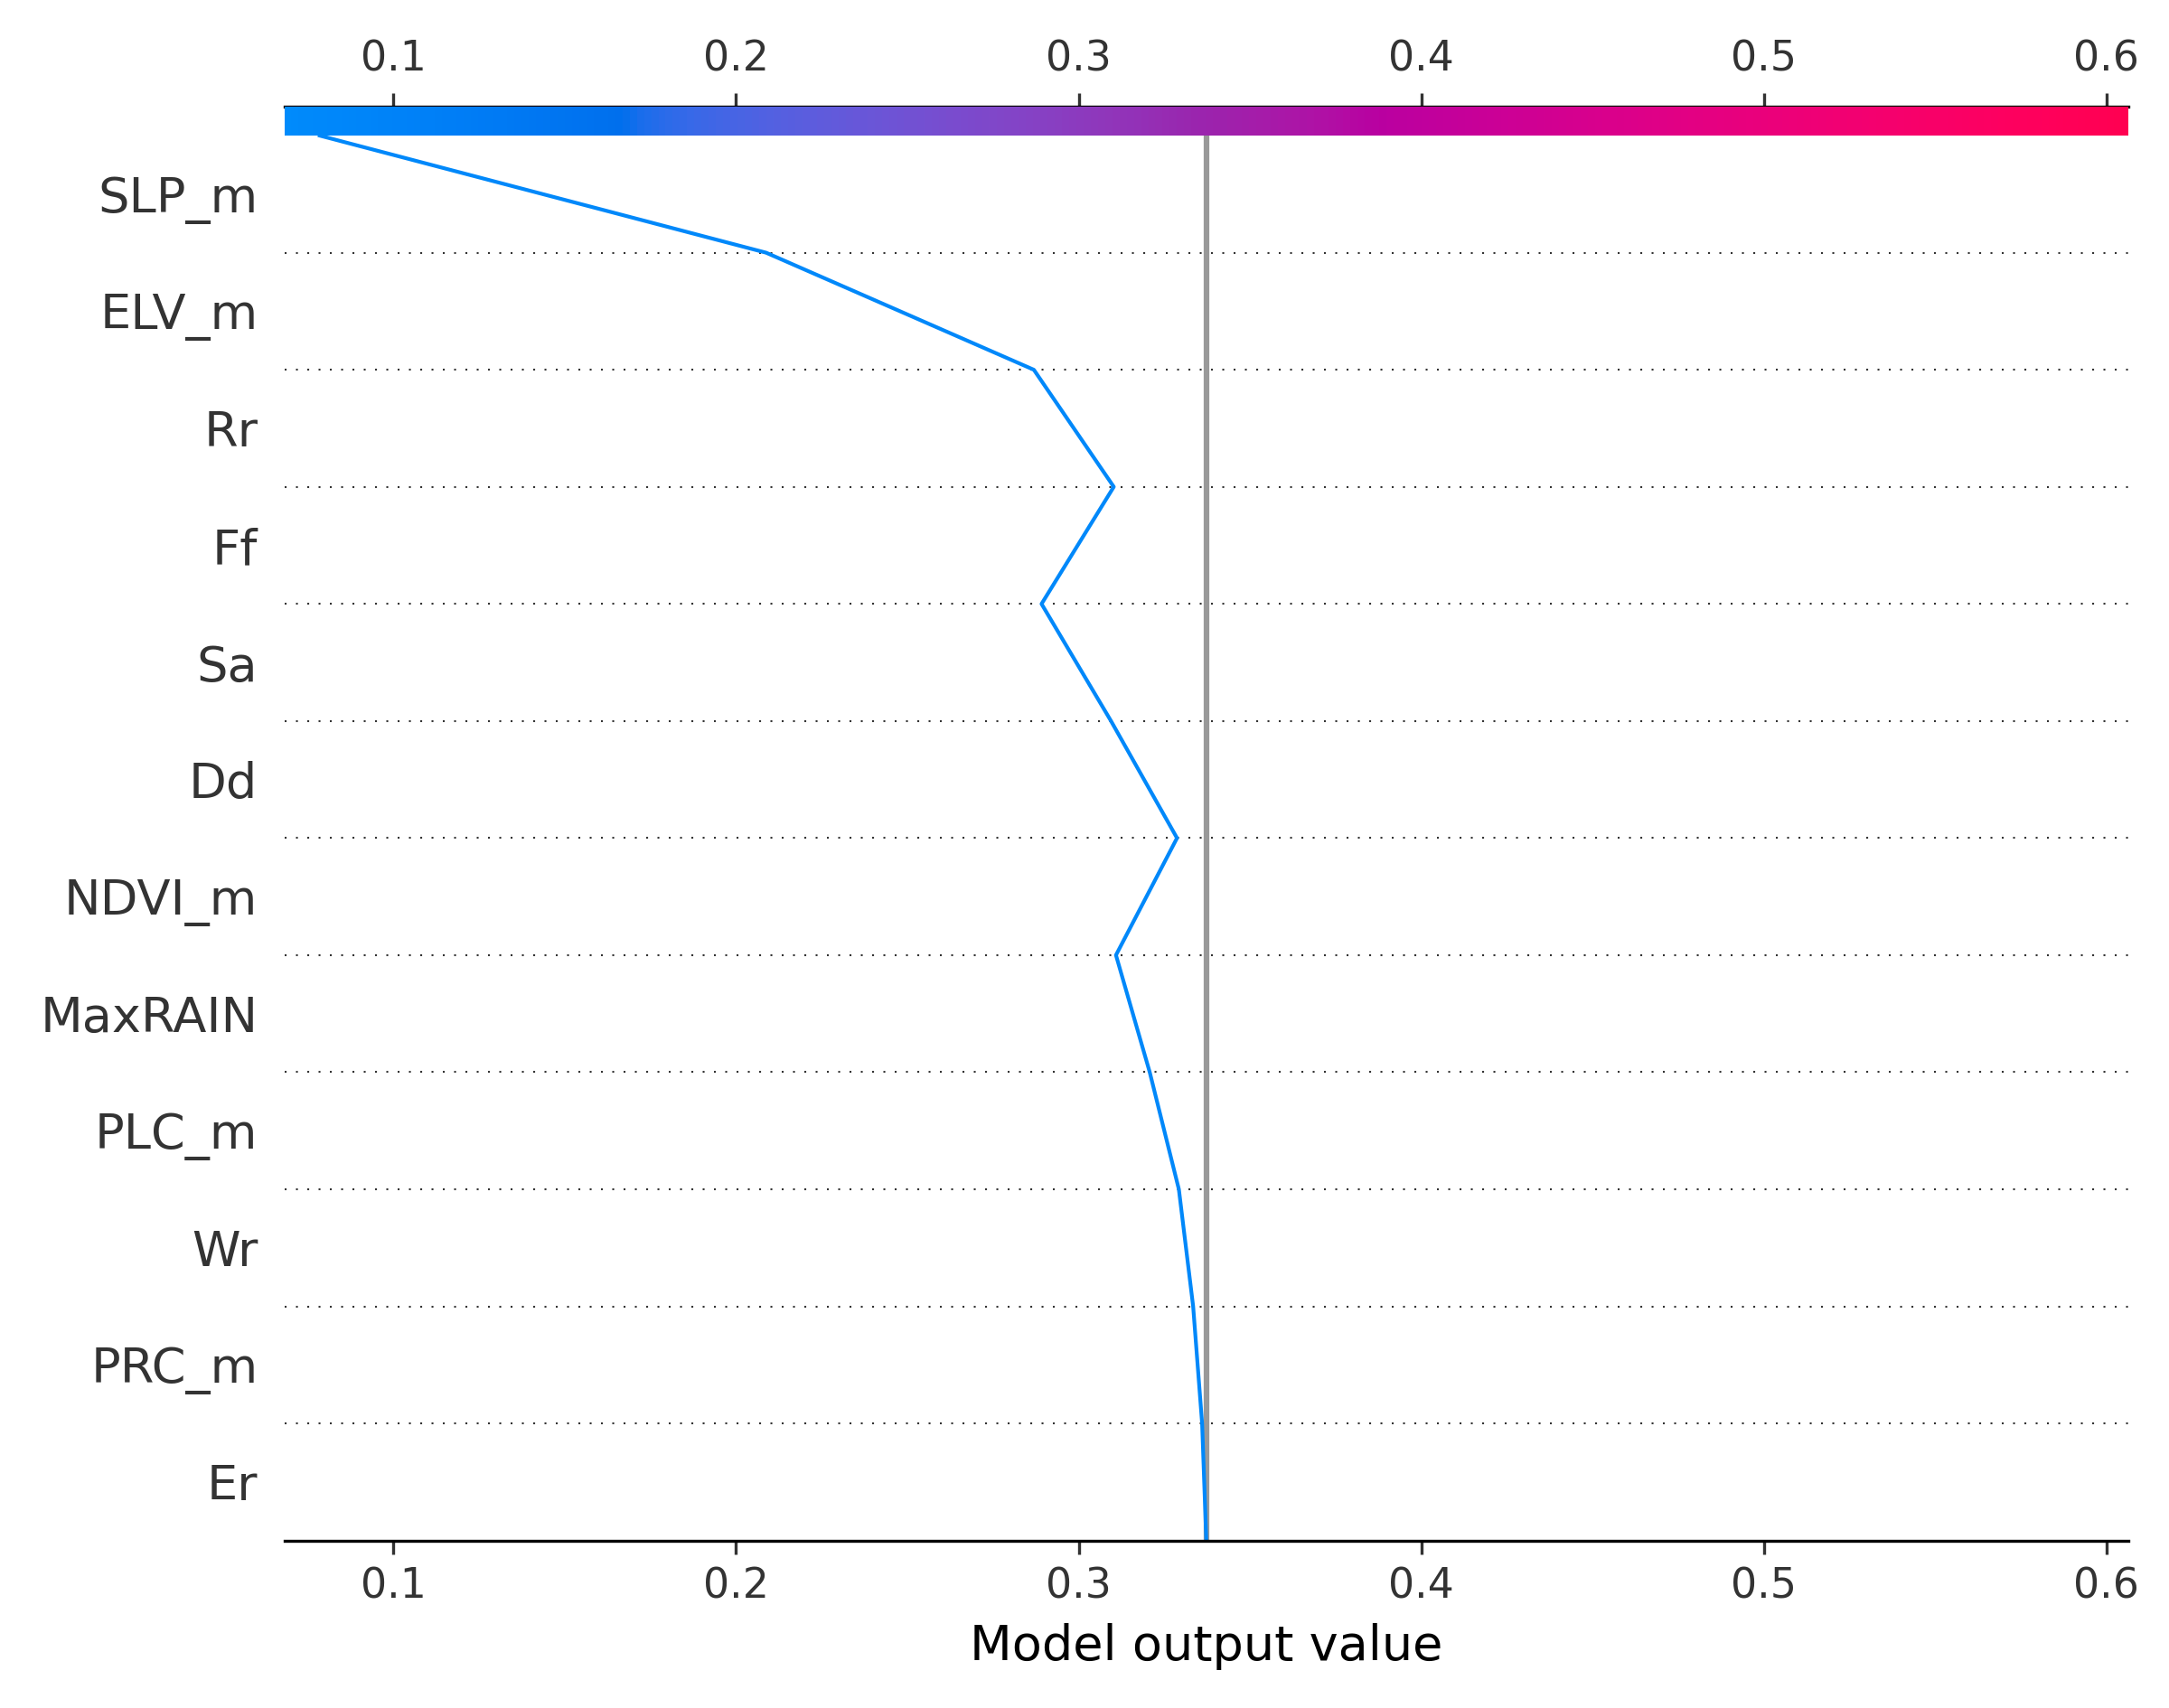 0.1 0.2 0.3 0.4 0.5 0.6
SLP_m
ELV_m
Rr
Ff
Sa
Dd
NDVI_m
MaxRAIN
PLC_m
Wr
PRC_m
Er
0.1 0.2 0.3 0.4 0.5 0.6
Model output value